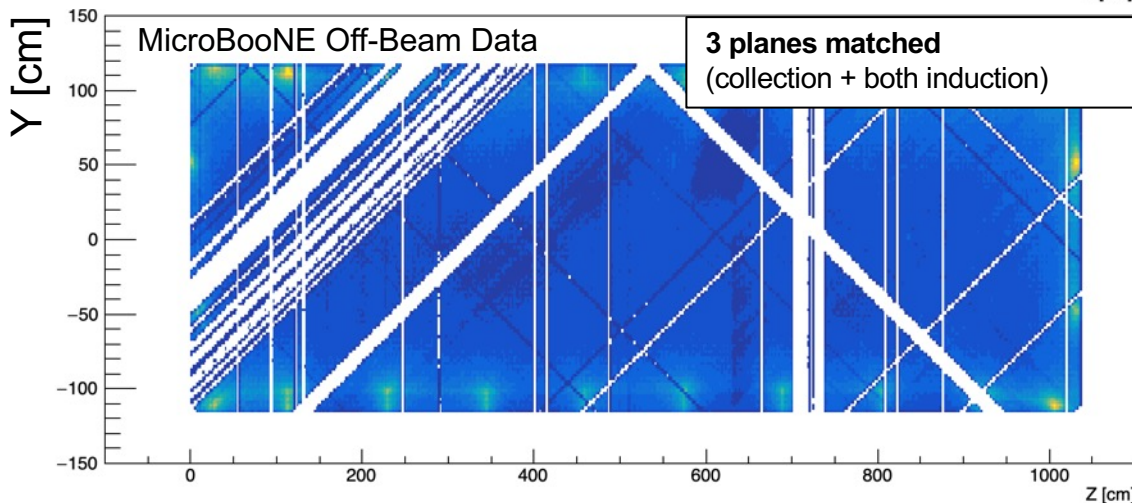 150
MicroBooNE Off-Beam Data
3 planes matched
(collection + both induction)
Y [cm]
100
50
0
−50
−100
−150
0
200
400
600
800
1000
Z [cm]